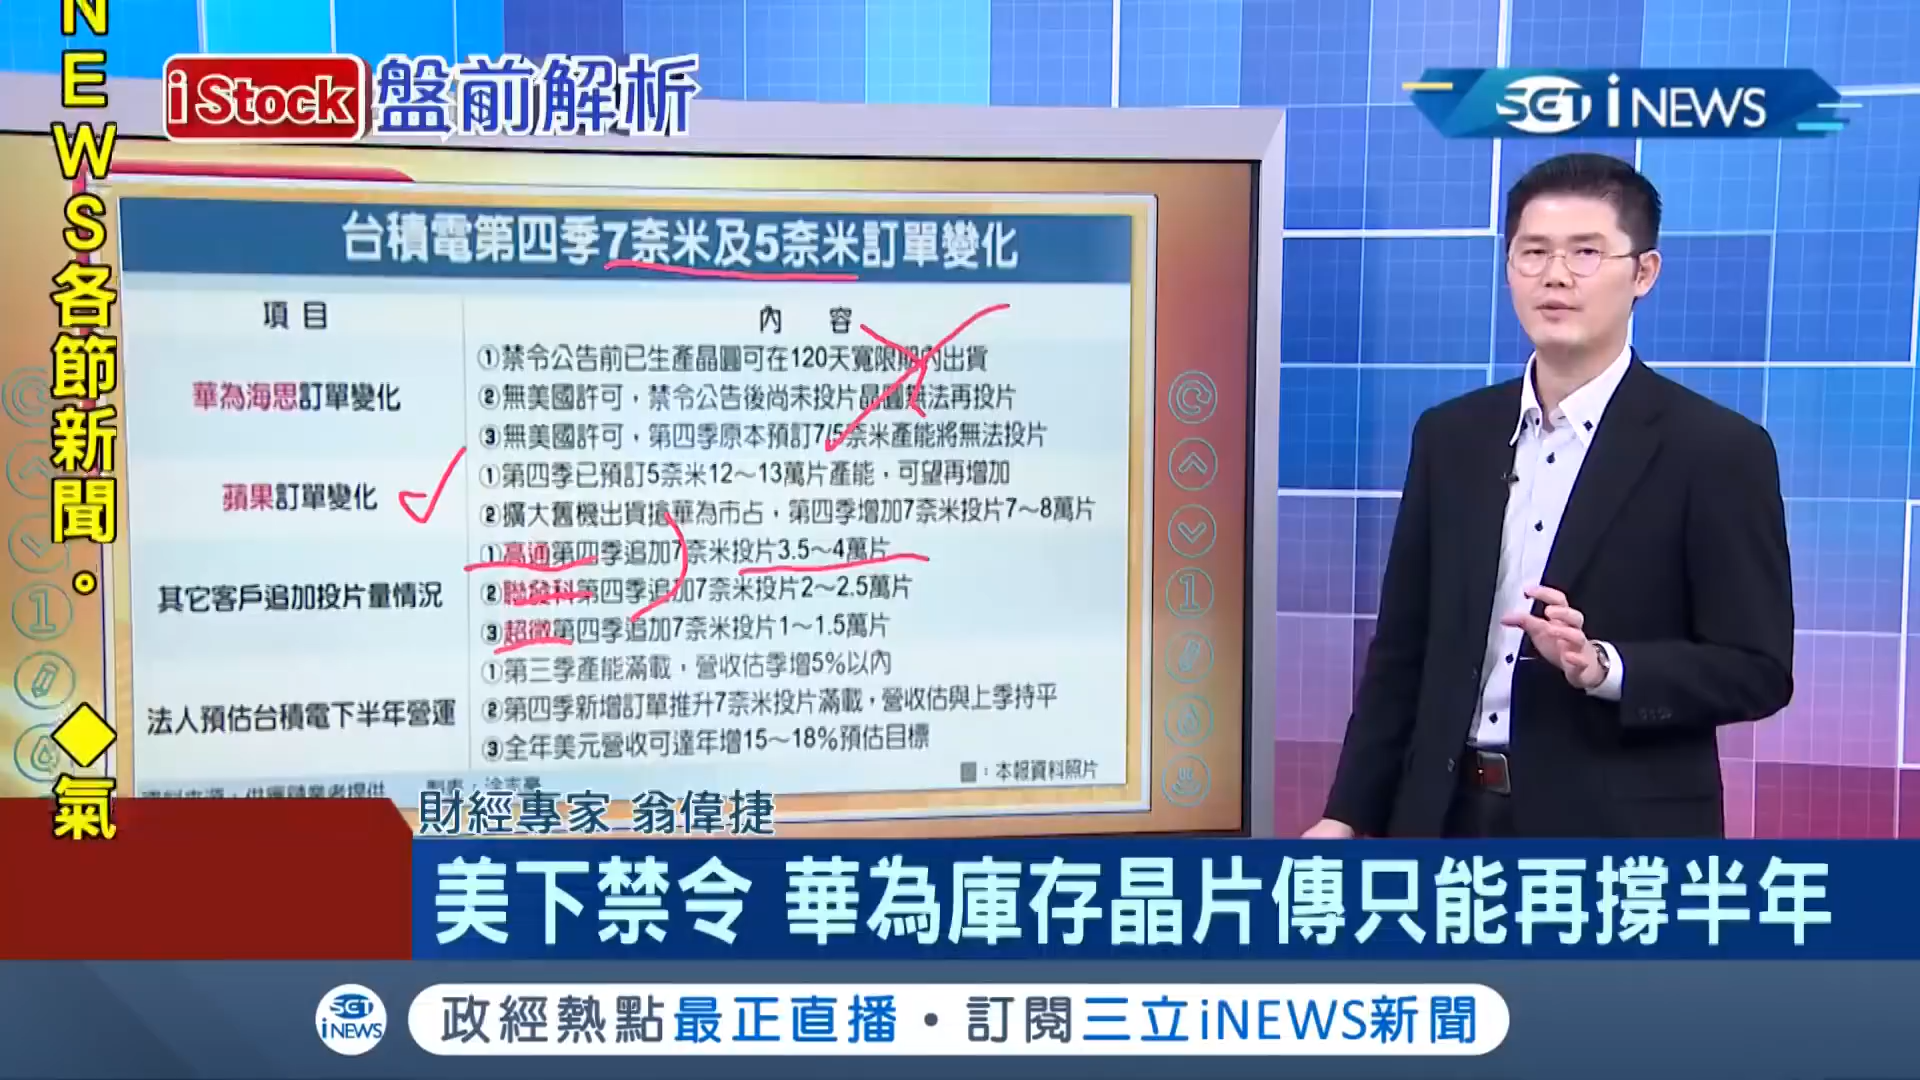 NEWS各節新聞。◆氣
iStock 盤前解析
SET iNEWS
台積電第四季7奈米及5奈米訂單變化
項目 內容
華為海思訂單變化
①禁令公告前已生產晶圓可在120天寬限期內出貨
②無美國許可，禁令公告後尚未投片晶圓無法再投片
③無美國許可，第四季原本預訂7/5奈米產能將無法投片
蘋果訂單變化
①第四季已預訂5奈米12～13萬片產能，可望再增加
②擴大舊機出貨搶華為市占，第四季增加7奈米投片7～8萬片
其它客戶追加投片量情況
①高通第四季追加7奈米投片3.5～4萬片
②聯發科第四季追加7奈米投片2～2.5萬片
③超微第四季追加7奈米投片1～1.5萬片
法人預估台積電下半年營運
①第三季產能滿載，營收估季增5%以內
②第四季新增訂單推升7奈米投片滿載，營收估與上季持平
③全年美元營收可達年增15～18%預估目標
：本報資料照片
財經專家 翁偉捷
美下禁令 華為庫存晶片傳只能再撐半年
SET iNEWS
政經熱點最正直播・訂閱三立iNEWS新聞